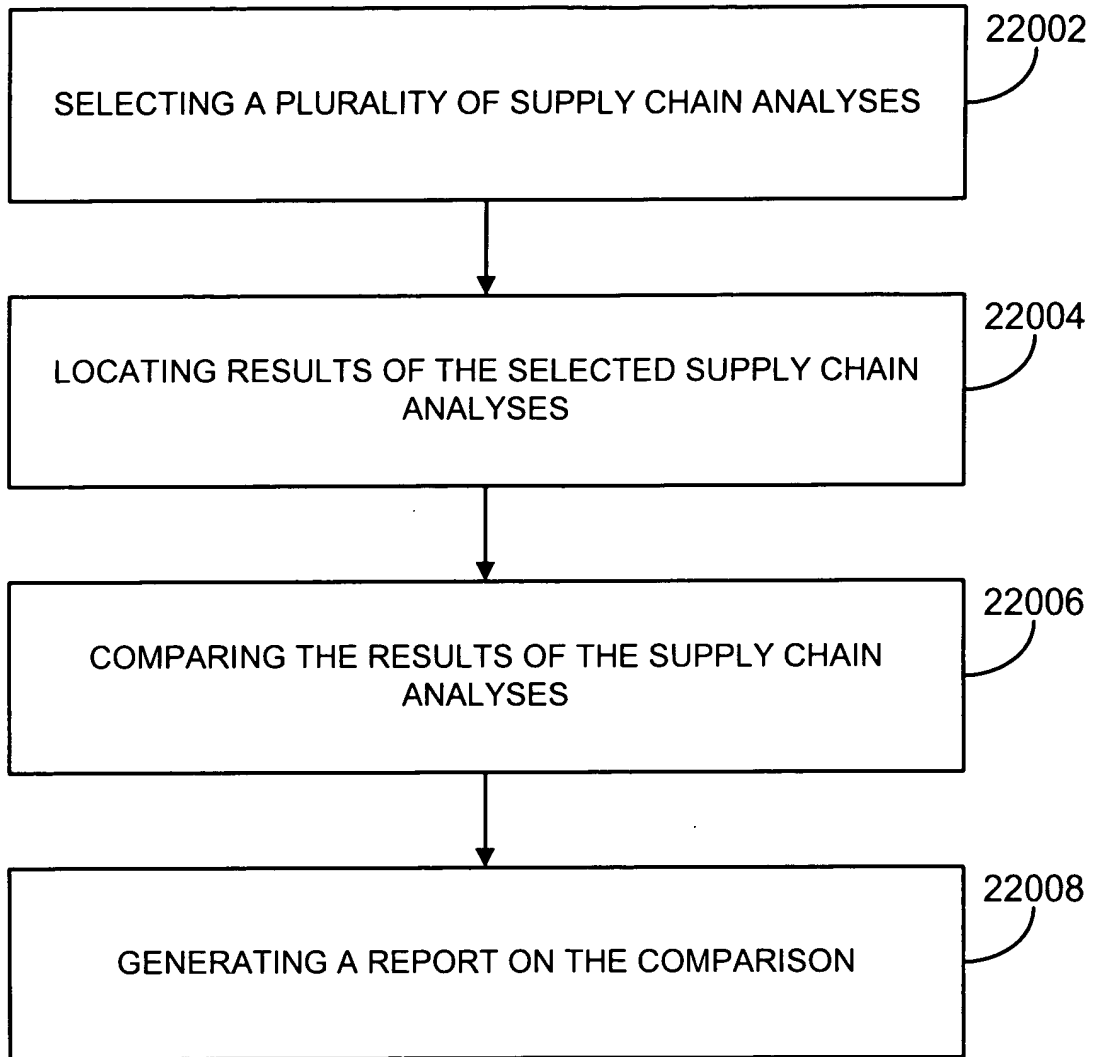 22002
SELECTING A PLURALITY OF SUPPLY CHAIN ANALYSES
22004
LOCATING RESULTS OF THE SELECTED SUPPLY CHAIN
ANALYSES
22006
COMPARING THE RESULTS OF THE SUPPLY CHAIN
ANALYSES
22008
GENERATING A REPORT ON THE COMPARISON